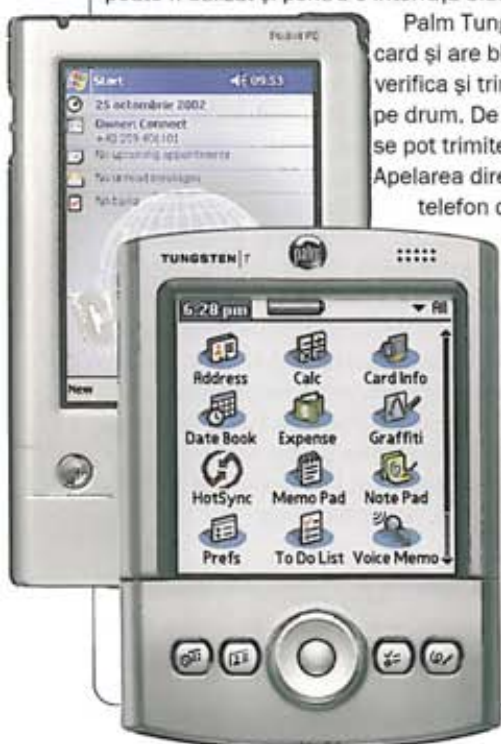 Palm Tung
card și are b
verifica și tri
pe drum. De
se pot trimite
Apelarea dire
telefon c
Pocket PC
Start 09:53
25 octombrie 2002
Owner: Connect
No upcoming appointments
No unread messages
New
TUNGSTEN|T palm
6:28 pm All
Address Calc Card Info
Date Book Expense Graffiti
HotSync Memo Pad Note Pad
Prefs To Do List Voice Memo